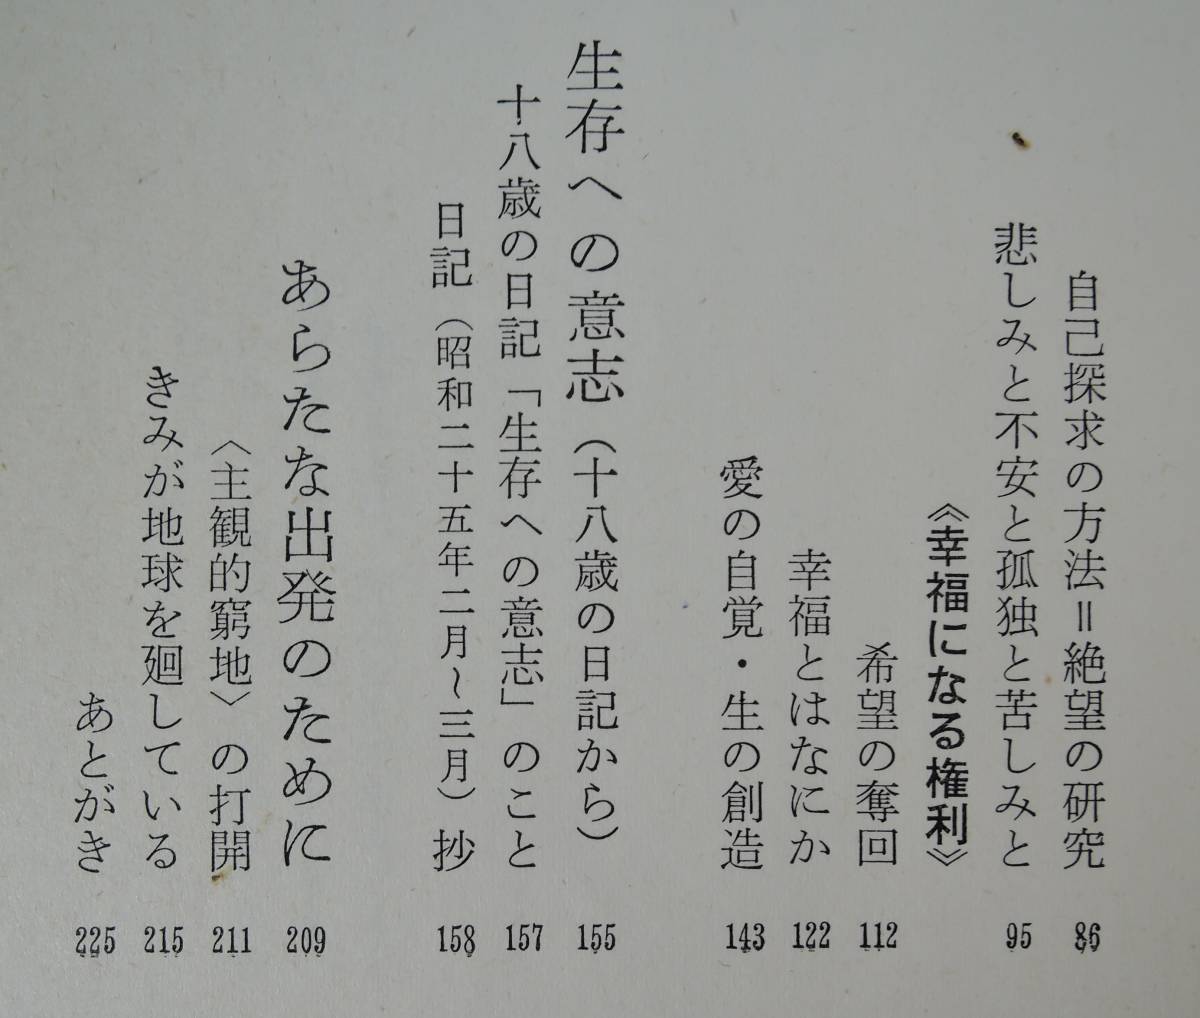 自己探求の方法＝絶望の研究 86
悲しみと不安と孤独と苦しみと 95
《幸福になる権利》
希望の奪回 112
幸福とはなにか 122
愛の自覚・生の創造 143
生存への意志（十八歳の日記から） 155
十八歳の日記「生存への意志」のこと 157
日記（昭和二十五年二月〜三月）抄 158
あらたな出発のために 209
〈主観的窮地〉の打開 211
きみが地球を廻している 215
あとがき 225